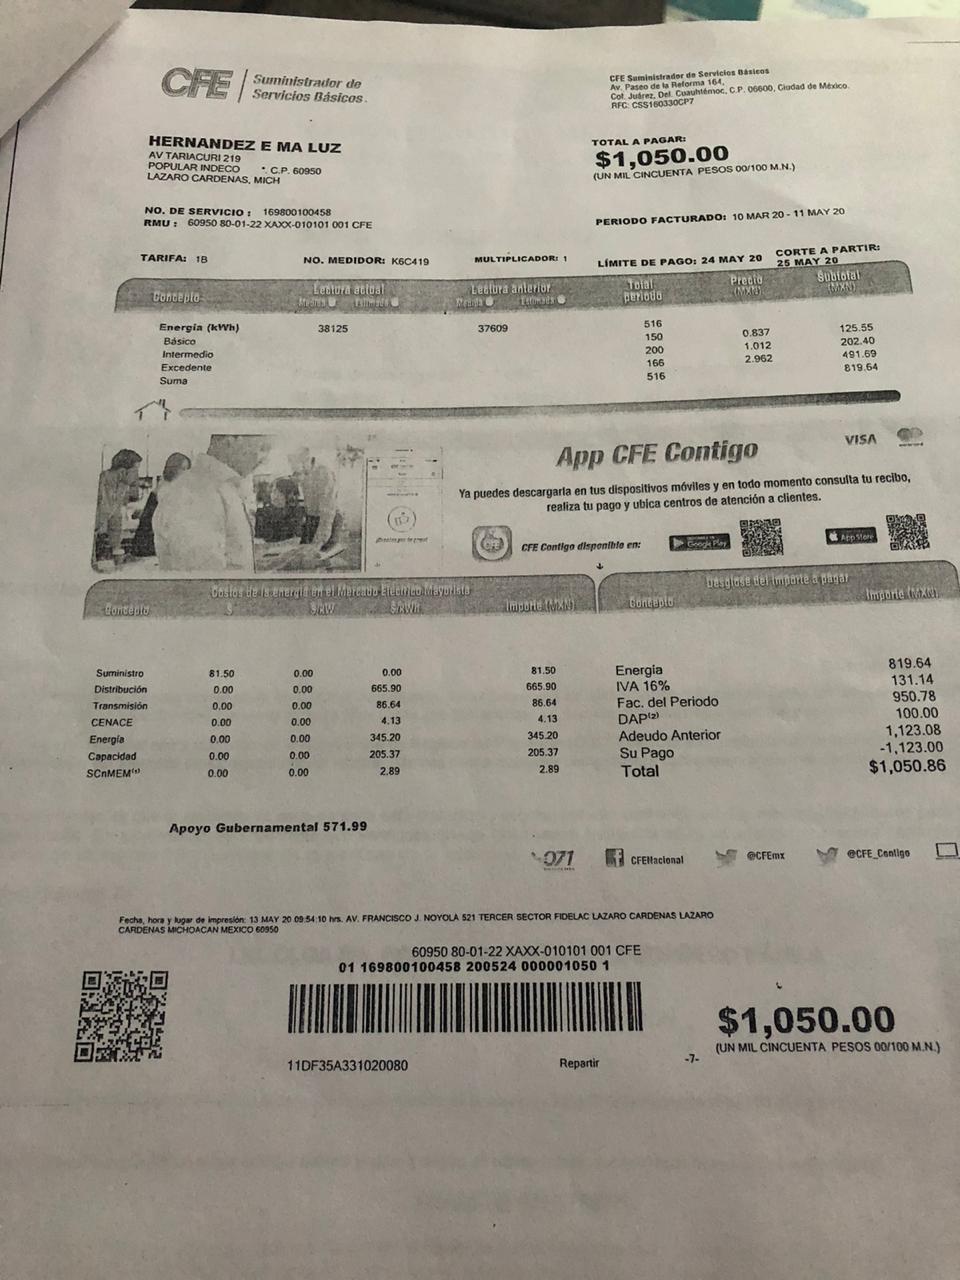 CFE Suministrador de
Servicios Básicos.
CFE Suministrador de Servicios Básicos
Av. Paseo de la Reforma 164,
Col. Juárez, Del. Cuauhtémoc, C.P. 06600, Ciudad de México.
RFC: CSS160330CP7
HERNANDEZ E MA LUZ
AV TARIACURI 219
POPULAR INDECO *. C.P. 60950
LAZARO CARDENAS, MICH
TOTAL A PAGAR:
$1,050.00
(UN MIL CINCUENTA PESOS 00/100 M.N.)
NO. DE SERVICIO : 169800100458
RMU : 60950 80-01-22 XAXX-010101 001 CFE
PERIODO FACTURADO: 10 MAR 20 - 11 MAY 20
TARIFA: 1B NO. MEDIDOR: K6C419 MULTIPLICADOR: 1 LÍMITE DE PAGO: 24 MAY 20 CORTE A PARTIR:
25 MAY 20
Concepto Lectura actual Lectura anterior Total periodo Precio (MXN) Subtotal (MXN)
Medida Estimada Medida Estimada
Energía (kWh) 38125 37609 516
Básico 150 0.837 125.55
Intermedio 200 1.012 202.40
Excedente 166 2.962 491.69
Suma 516 819.64
App CFE Contigo
VISA
Ya puedes descargarla en tus dispositivos móviles y en todo momento consulta tu recibo,
realiza tu pago y ubica centros de atención a clientes.
CFE
CFE Contigo disponible en: Google Play App Store
Costos de la energía en el Mercado Eléctrico Mayorista
Concepto $ $/kW $/kWh Importe (MXN)
Suministro 81.50 0.00 0.00 81.50
Distribución 0.00 0.00 665.90 665.90
Transmisión 0.00 0.00 86.64 86.64
CENACE 0.00 0.00 4.13 4.13
Energía 0.00 0.00 345.20 345.20
Capacidad 0.00 0.00 205.37 205.37
SCnMEM(1) 0.00 0.00 2.89 2.89
Desglose del importe a pagar
Concepto Importe (MXN)
Energia 819.64
IVA 16% 131.14
Fac. del Periodo 950.78
DAP(2) 100.00
Adeudo Anterior 1,123.08
Su Pago -1,123.00
Total $1,050.86
Apoyo Gubernamental 571.99
071 CFENacional @CFEmx @CFE_Contigo
Fecha, hora y lugar de impresión: 13 MAY 20 09:54:10 hrs. AV. FRANCISCO J. NOYOLA 521 TERCER SECTOR FIDELAC LAZARO CARDENAS LAZARO
CARDENAS MICHOACAN MEXICO 60950
60950 80-01-22 XAXX-010101 001 CFE
01 169800100458 200524 000001050 1
$1,050.00
(UN MIL CINCUENTA PESOS 00/100 M.N.)
11DF35A331020080 Repartir -7-